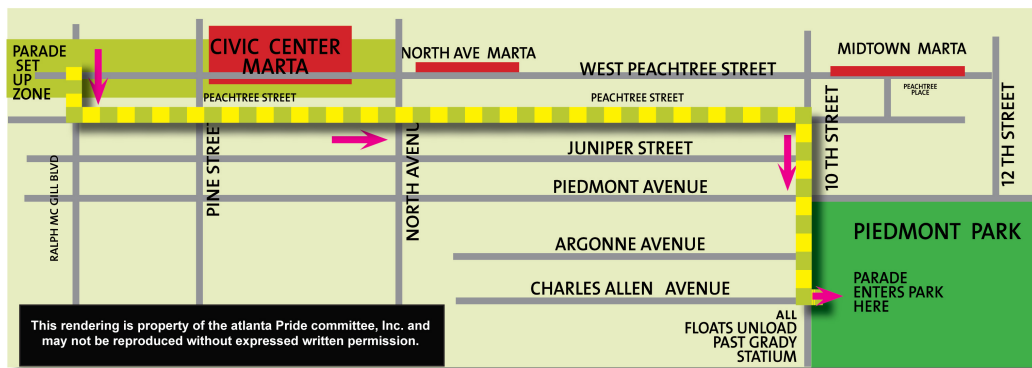 PARADE
SET
UP
ZONE
CIVIC CENTER
MARTA
NORTH AVE MARTA
WEST PEACHTREE STREET
MIDTOWN MARTA
PEACHTREE STREET
PEACHTREE STREET
PEACHTREE
PLACE
RALPH MC GILL BLVD
PINE STREET
NORTH AVENUE
10 TH STREET
12 TH STREET
JUNIPER STREET
PIEDMONT AVENUE
ARGONNE AVENUE
CHARLES ALLEN AVENUE
PIEDMONT PARK
PARADE
ENTERS PARK
HERE
ALL
FLOATS UNLOAD
PAST GRADY
STATIUM
This rendering is property of the atlanta Pride committee, Inc. and
may not be reproduced without expressed written permission.